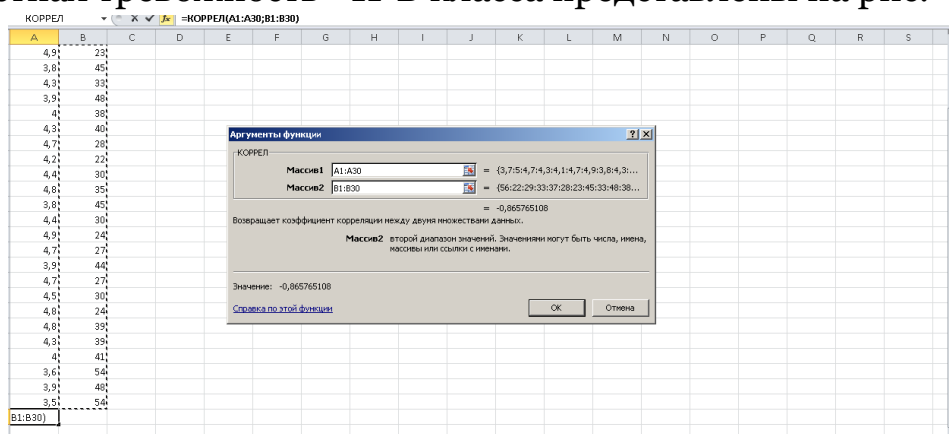 тревожность" 11 В класса представлены на рис.
КОРРЕЛ =КОРРЕЛ(A1:A30;B1:B30)
A B C D E F G H I J K L M N O P Q R S
4,9 23
3,8 45
4,3 33
3,9 48
4 38
4,3 40
4,7 28
4,2 22
4,4 30
4,8 35
3,8 45
4,4 30
4,9 24
4,7 27
3,9 44
4,7 27
4,5 30
4,8 24
4,8 39
4,3 39
4 41
3,6 54
3,9 48
3,5 54
B1:B30)
Аргументы функции
КОРРЕЛ
Массив1 A1:A30 = {3,7:5:4,7:4,3:4,1:4,7:4,9:3,8:4,3:...
Массив2 B1:B30 = {56:22:29:33:37:28:23:45:33:48:38...
= -0,865765108
Возвращает коэффициент корреляции между двумя множествами данных.
Массив2 второй диапазон значений. Значениями могут быть числа, имена,
массивы или ссылки с именами.
Значение: -0,865765108
Справка по этой функции OK Отмена